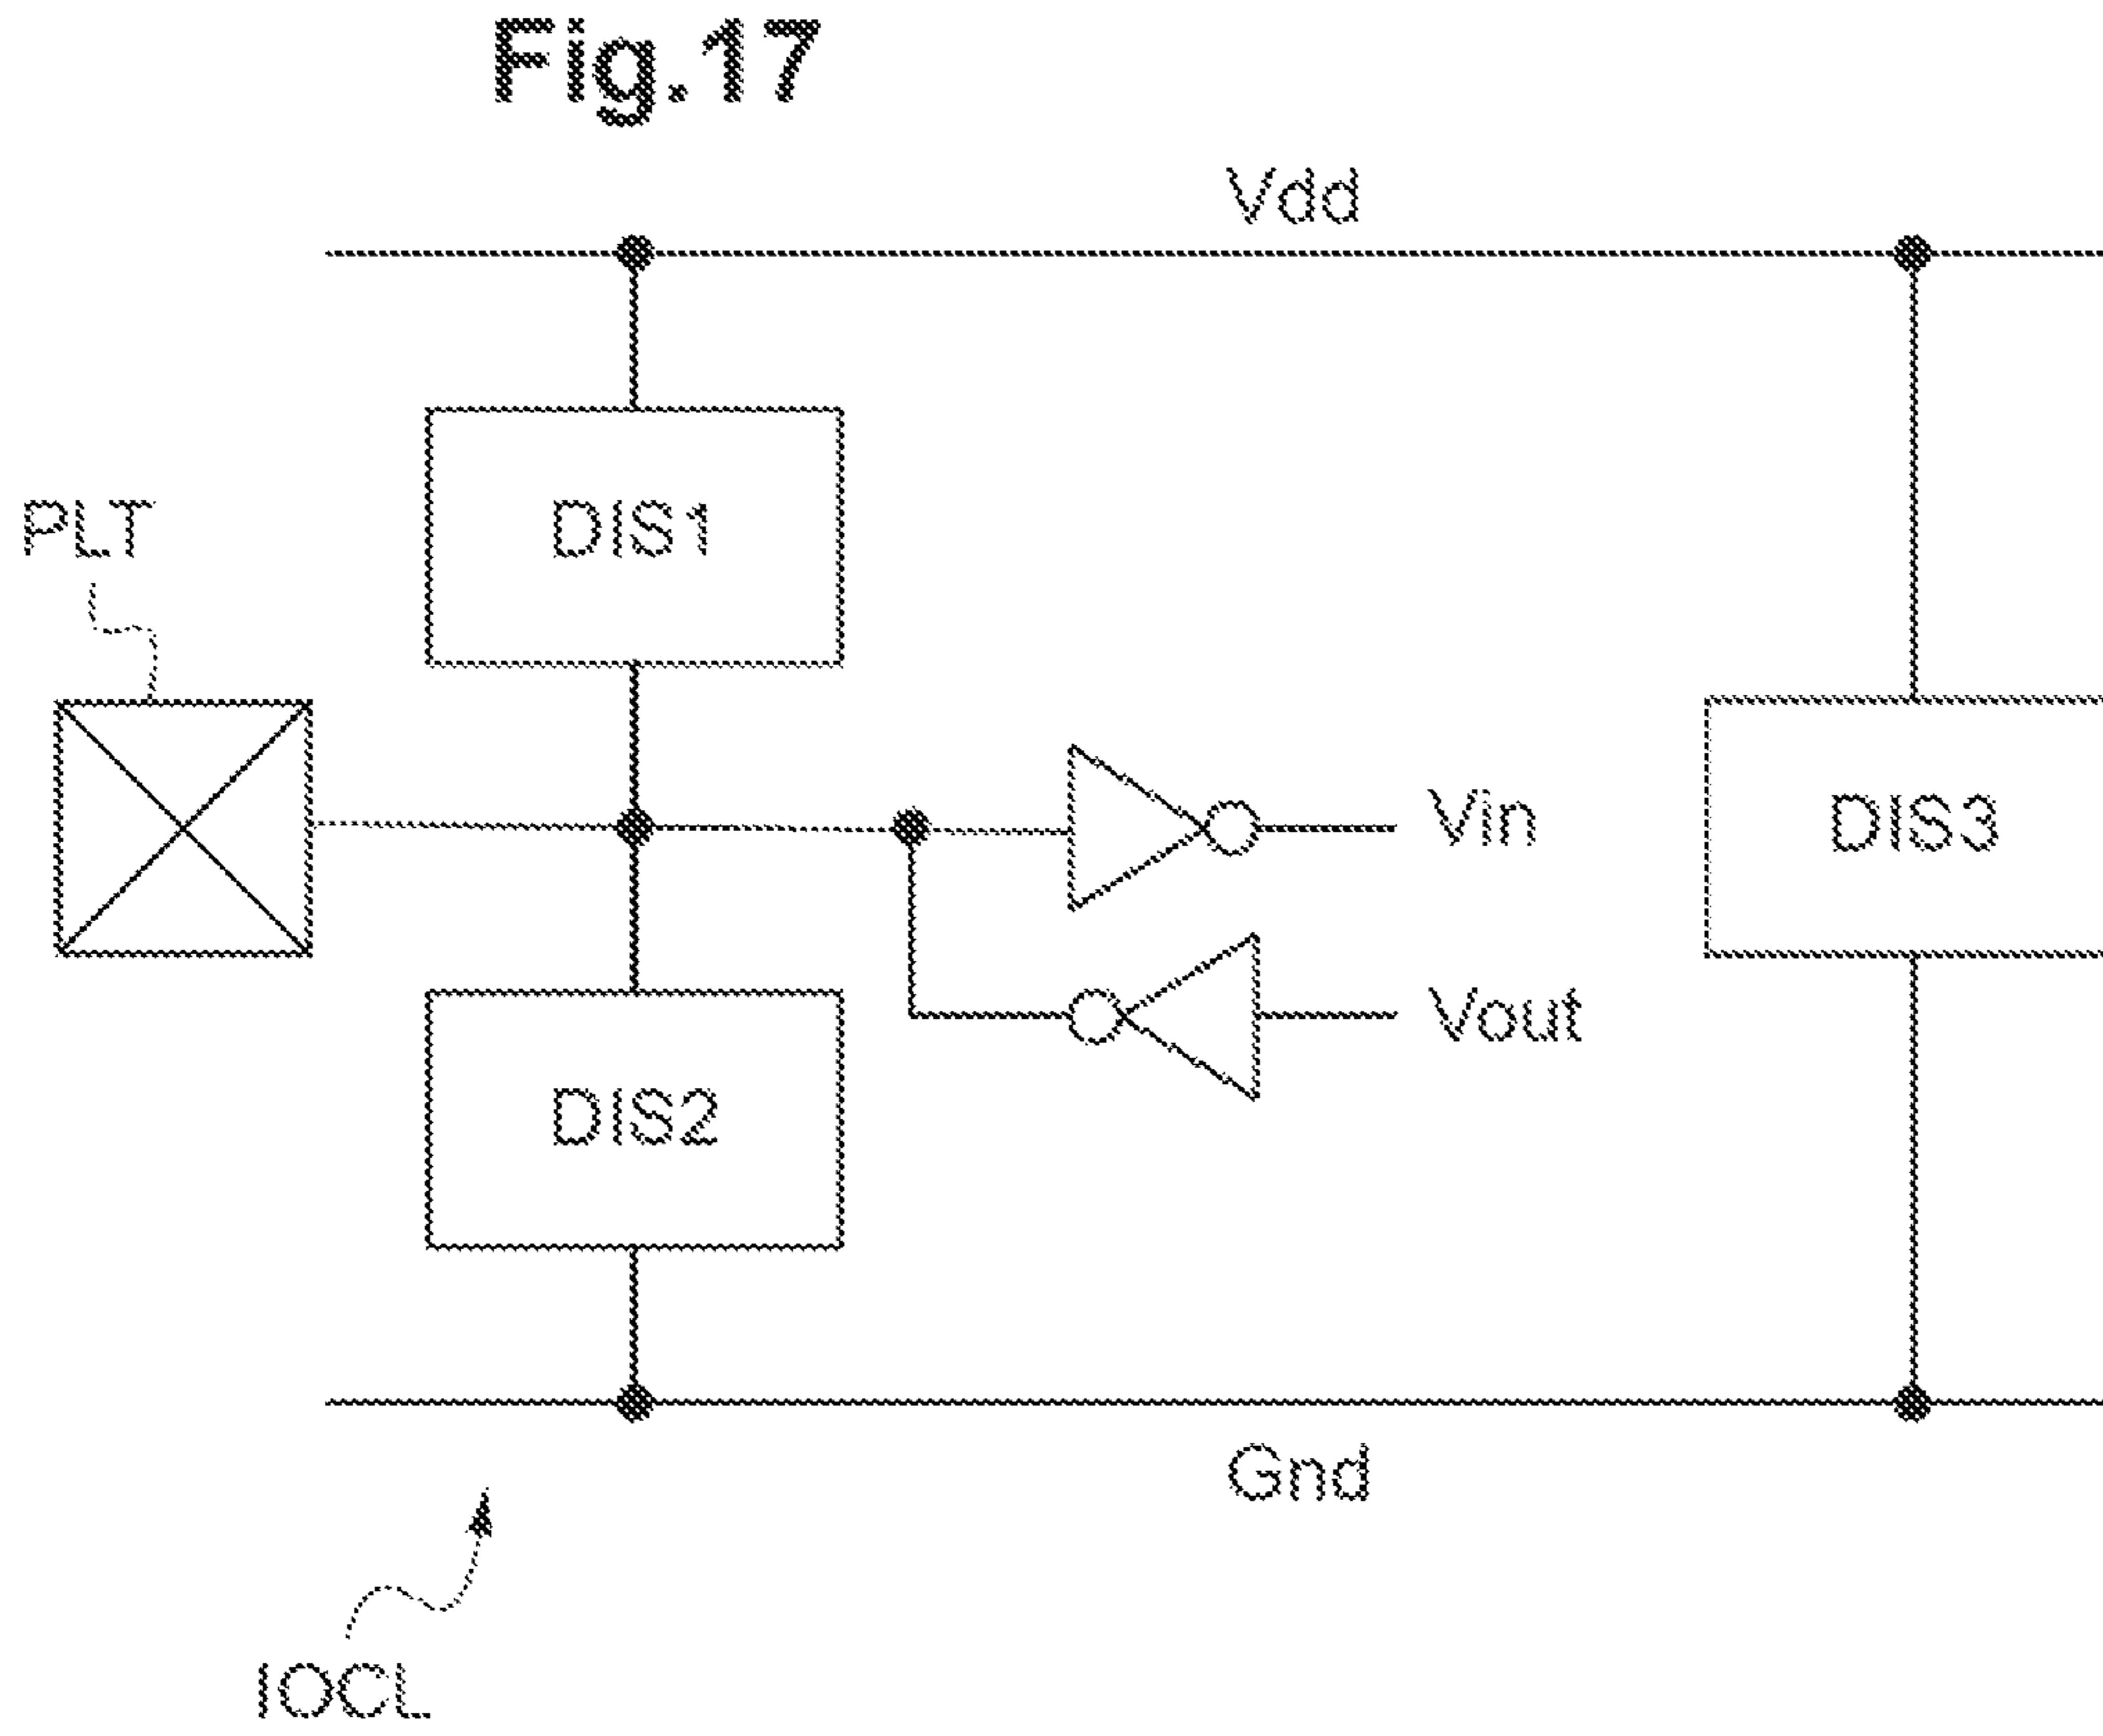 Fig.17
Vdd
PLT
DIS1
Vin
DIS3
Vout
DIS2
Gnd
IOCL